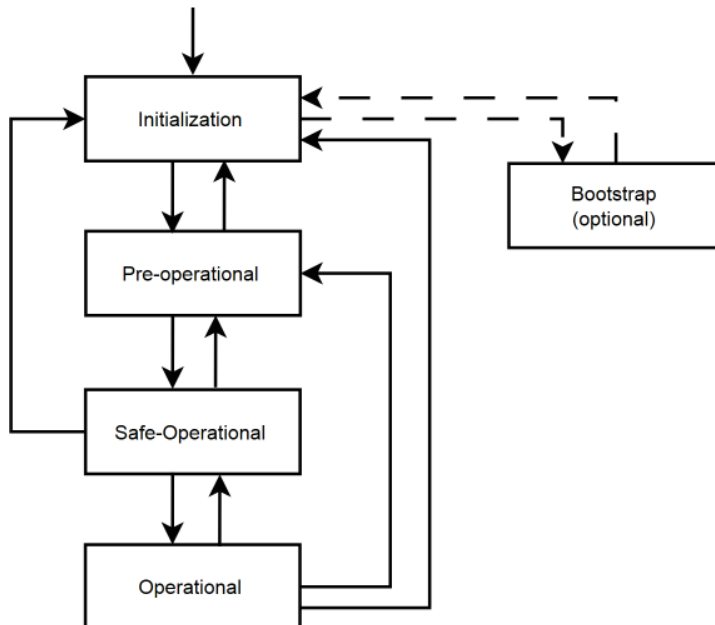 Initialization
Bootstrap
(optional)
Pre-operational
Safe-Operational
Operational